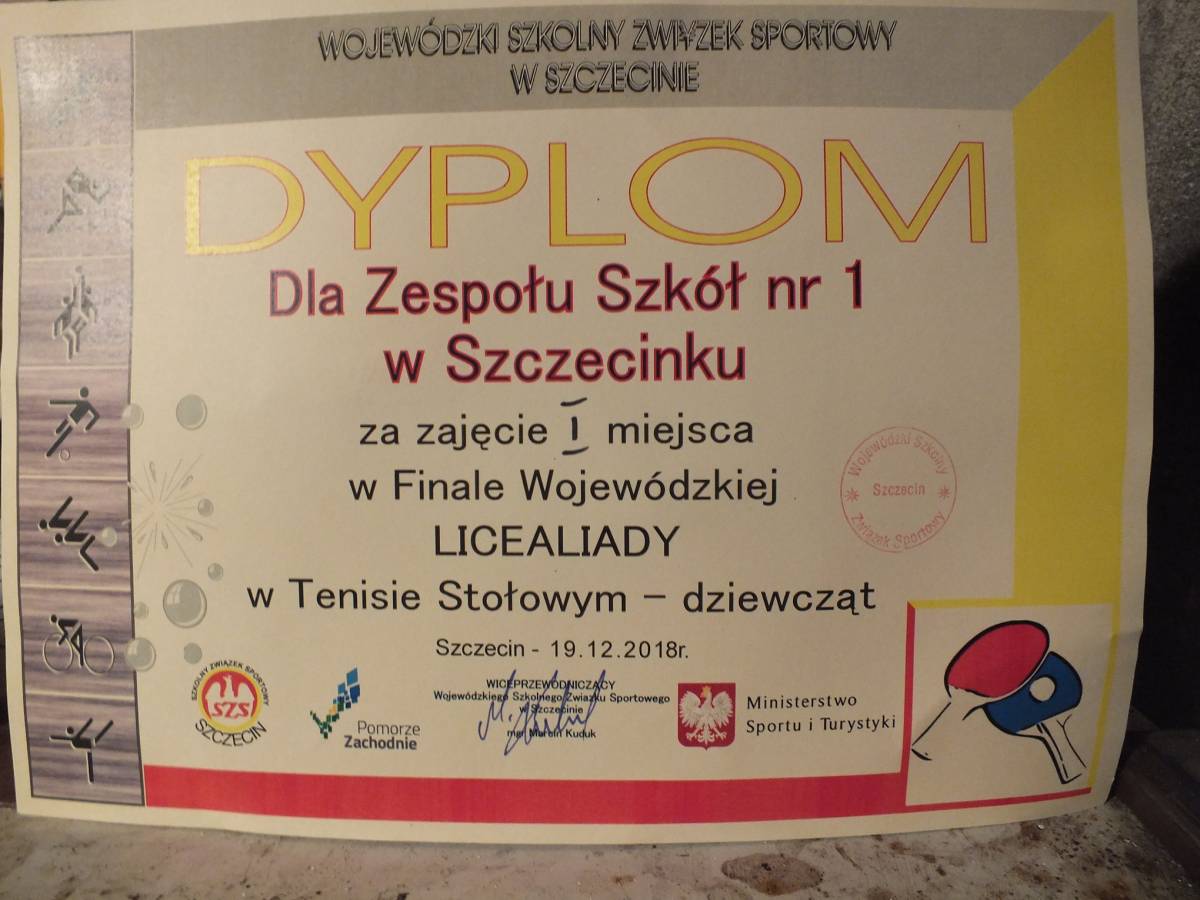 WOJEWÓDZKI SZKOLNY ZWIĄZEK SPORTOWY
W SZCZECINIE
DYPLOM
Dla Zespołu Szkół nr 1
w Szczecinku
za zajęcie I miejsca
w Finale Wojewódzkiej
LICEALIADY
w Tenisie Stołowym – dziewcząt
Wojewódzki Szkolny
Szczecin
Związek Sportowy
Szczecin - 19.12.2018r.
SZKOLNY ZWIĄZEK SPORTOWY
SZS
SZCZECIN
Pomorze
Zachodnie
WICEPRZEWODNICZĄCY
Wojewódzkiego Szkolnego Związku Sportowego
w Szczecinie
mgr Marcin Kuduk
Ministerstwo
Sportu i Turystyki